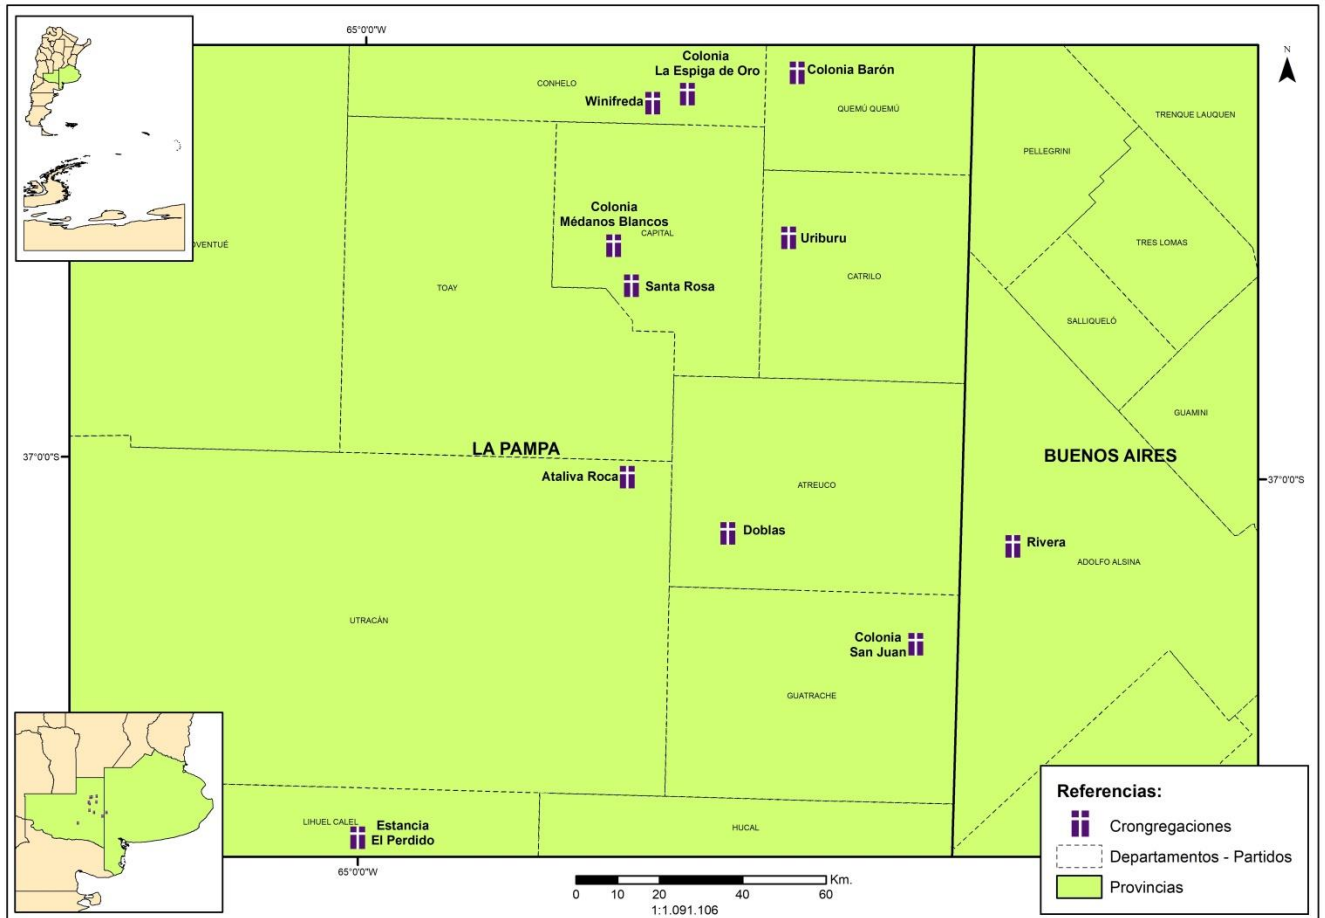 65°0'0"W
N
Colonia
La Espiga de Oro
Colonia Barón
CONHELO
Winifreda
QUEMÚ QUEMÚ
TRENQUE LAUQUEN
PELLEGRINI
Colonia
Médanos Blancos
CAPITAL
Uriburu
TRES LOMAS
OVENTUÉ
CATRILO
TOAY
Santa Rosa
SALLIQUELÓ
GUAMINI
LA PAMPA
BUENOS AIRES
37°0'0"S
37°0'0"S
Ataliva Roca
ATREUCO
Doblas
Rivera
ADOLFO ALSINA
UTRACÁN
Colonia
San Juan
GUATRACHE
LIHUEL CALEL
Estancia
El Perdido
HUCAL
65°0'0"W
Km.
0 10 20 40 60
1:1.091.106
Referencias:
Crongregaciones
Departamentos - Partidos
Provincias